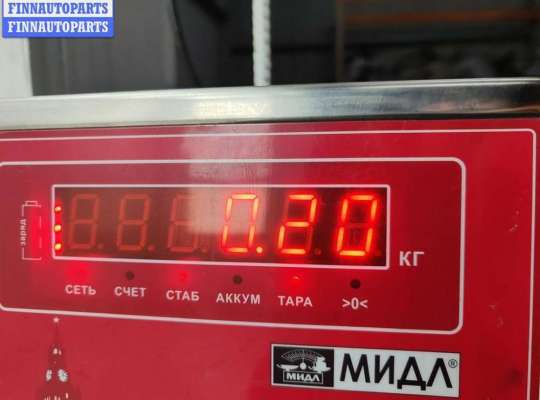 FINNAUTOPARTS
FINNAUTOPARTS
заряд
0.20 КГ
СЕТЬ СЧЕТ СТАБ АККУМ ТАРА >0<
МИДЛ МИДЛ®